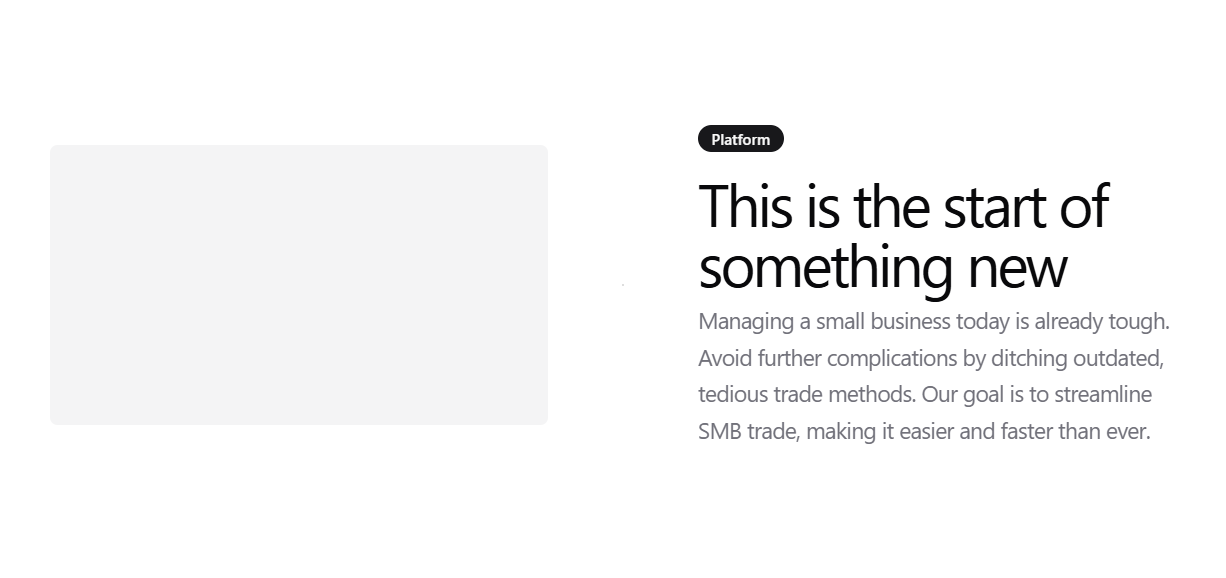 Platform
This is the start of
something new
Managing a small business today is already tough.
Avoid further complications by ditching outdated,
tedious trade methods. Our goal is to streamline
SMB trade, making it easier and faster than ever.